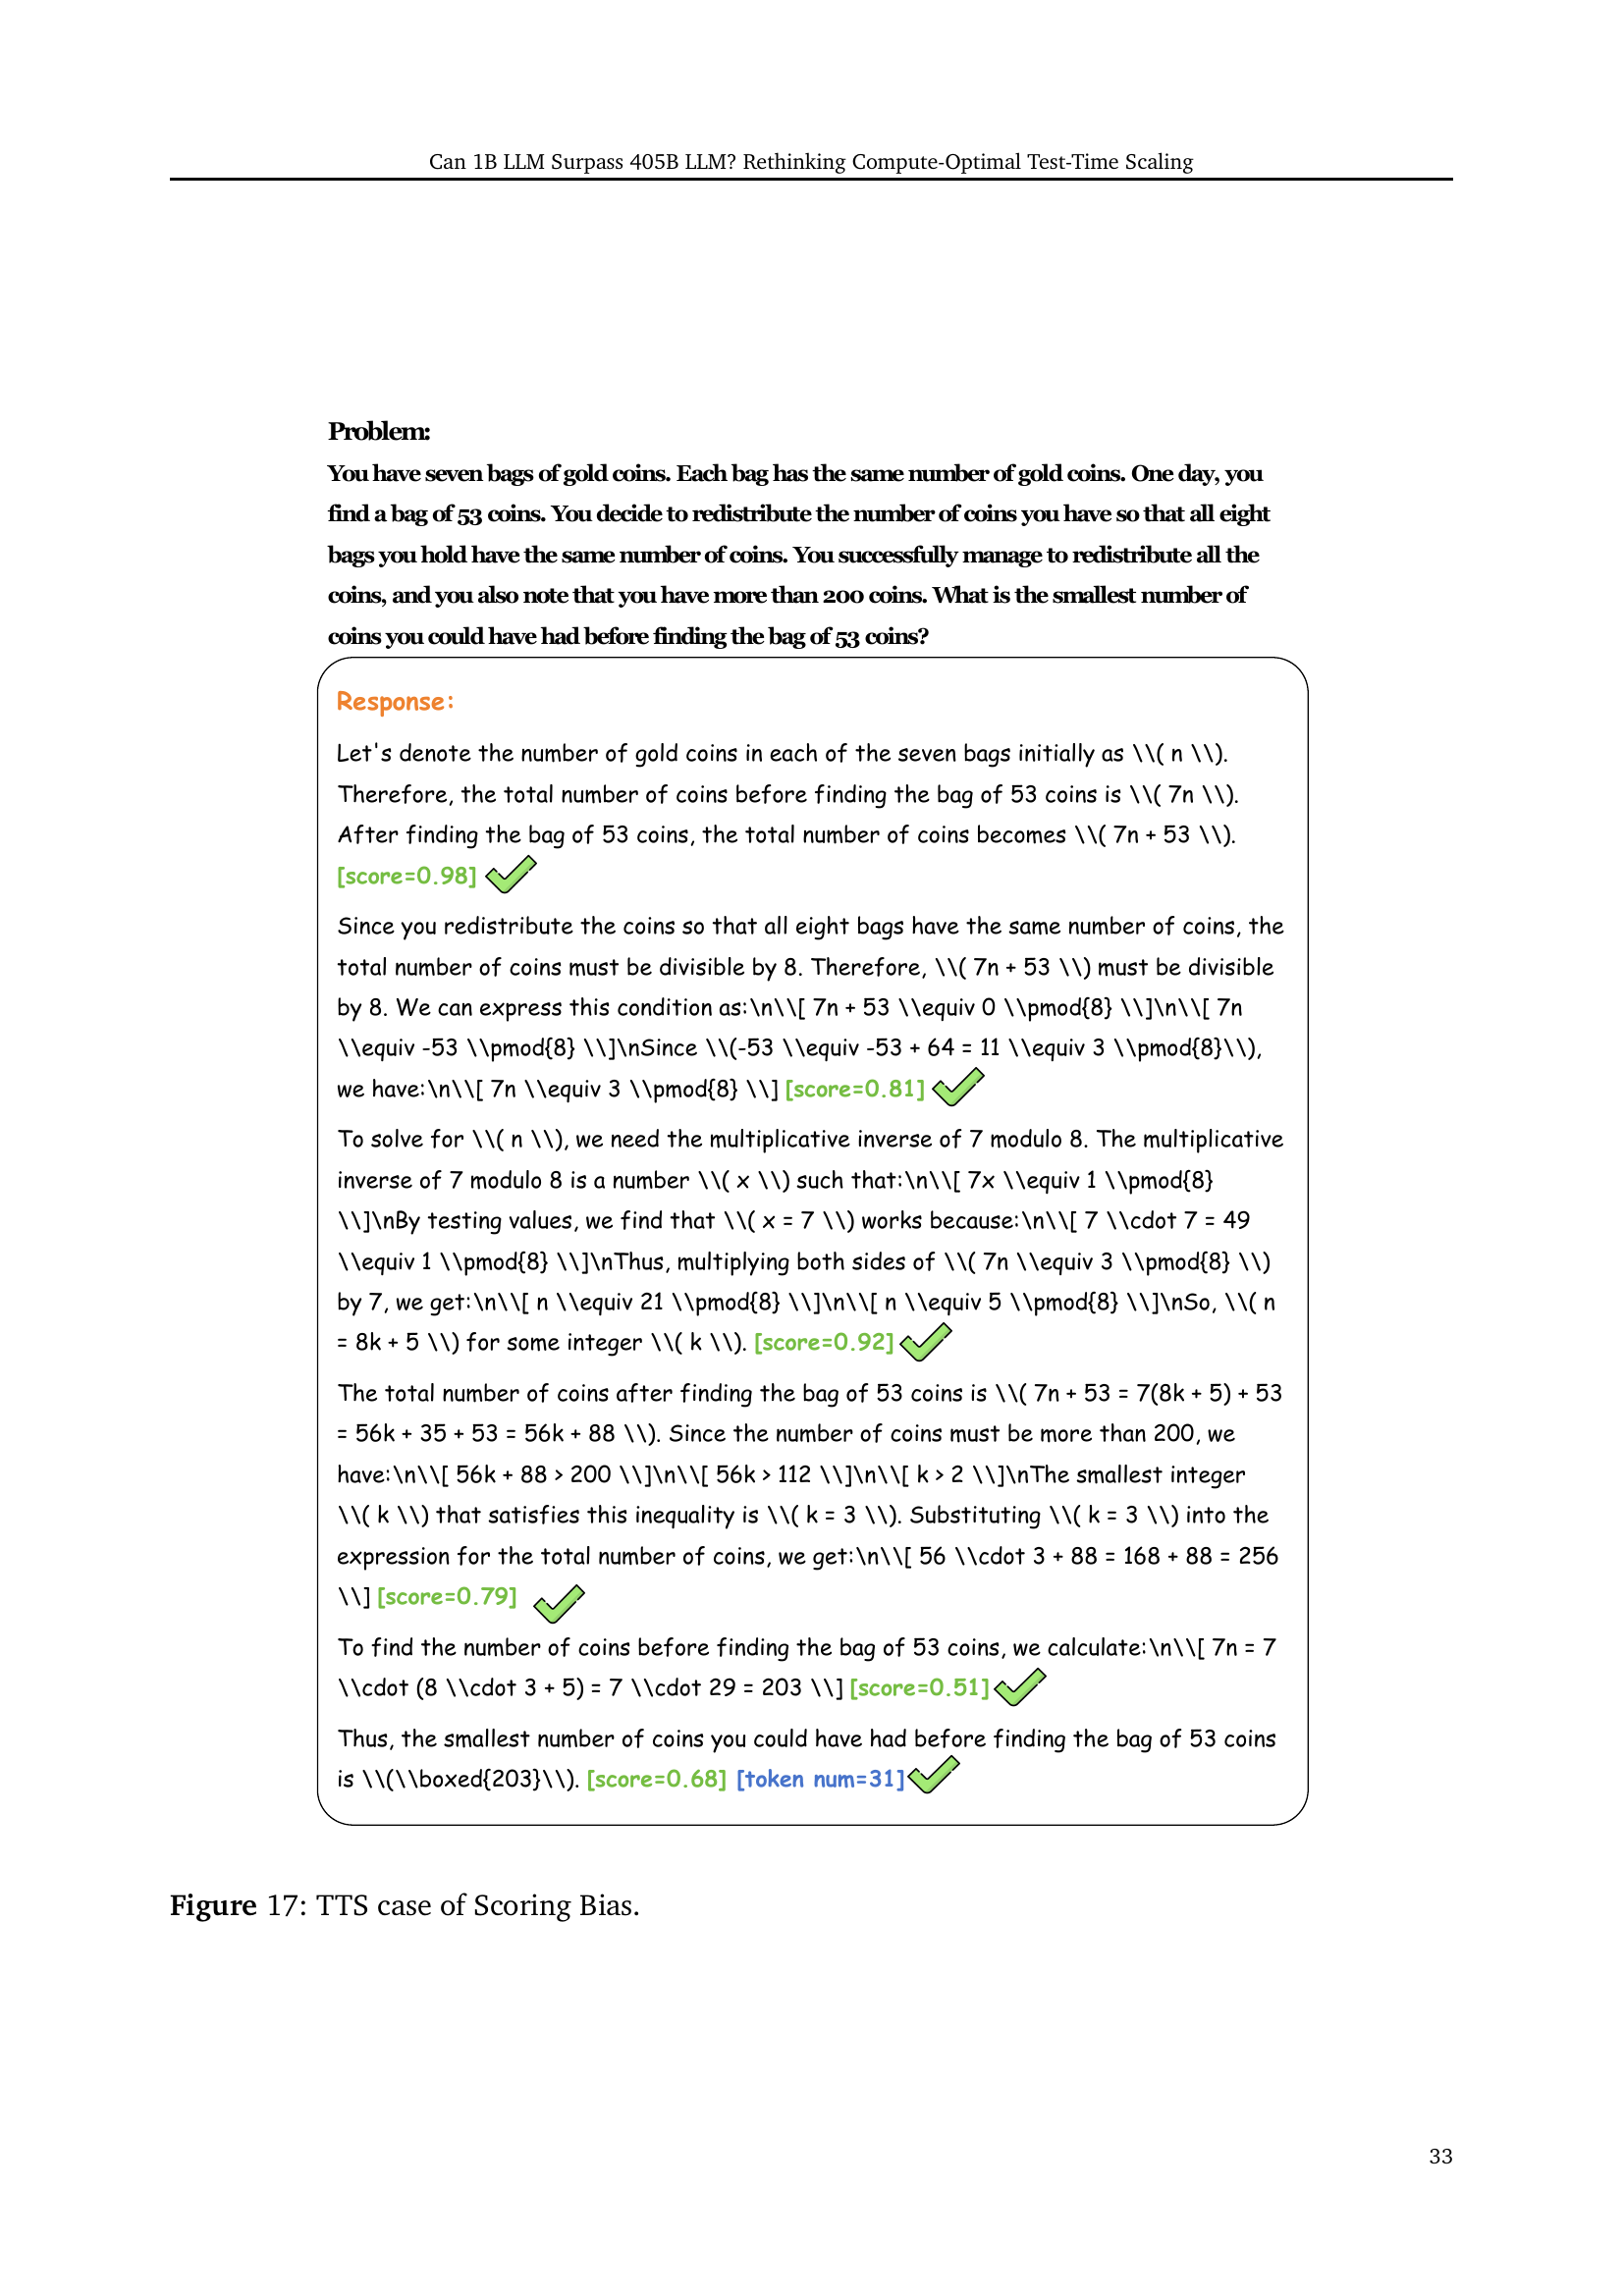 Can 1B LLM Surpass 405B LLM? Rethinking Compute-Optimal Test-Time Scaling
Problem:
You have seven bags of gold coins. Each bag has the same number of gold coins. One day, you
find a bag of 53 coins. You decide to redistribute the number of coins you have so that all eight
bags you hold have the same number of coins. You successfully manage to redistribute all the
coins, and you also note that you have more than 200 coins. What is the smallest number of
coins you could have had before finding the bag of 53 coins?
Response:
Let's denote the number of gold coins in each of the seven bags initially as \\( n \\).
Therefore, the total number of coins before finding the bag of 53 coins is \\( 7n \\).
After finding the bag of 53 coins, the total number of coins becomes \\( 7n + 53 \\).
[score=0.98]
Since you redistribute the coins so that all eight bags have the same number of coins, the
total number of coins must be divisible by 8. Therefore, \\( 7n + 53 \\) must be divisible
by 8. We can express this condition as:\n\\[ 7n + 53 \\equiv 0 \\pmod{8} \\]\n\\[ 7n
\\equiv -53 \\pmod{8} \\]\nSince \\(-53 \\equiv -53 + 64 = 11 \\equiv 3 \\pmod{8}\\),
we have:\n\\[ 7n \\equiv 3 \\pmod{8} \\] [score=0.81]
To solve for \\( n \\), we need the multiplicative inverse of 7 modulo 8. The multiplicative
inverse of 7 modulo 8 is a number \\( x \\) such that:\n\\[ 7x \\equiv 1 \\pmod{8}
\\]\nBy testing values, we find that \\( x = 7 \\) works because:\n\\[ 7 \\cdot 7 = 49
\\equiv 1 \\pmod{8} \\]\nThus, multiplying both sides of \\( 7n \\equiv 3 \\pmod{8} \\)
by 7, we get:\n\\[ n \\equiv 21 \\pmod{8} \\]\n\\[ n \\equiv 5 \\pmod{8} \\]\nSo, \\( n
= 8k + 5 \\) for some integer \\( k \\). [score=0.92]
The total number of coins after finding the bag of 53 coins is \\( 7n + 53 = 7(8k + 5) + 53
= 56k + 35 + 53 = 56k + 88 \\). Since the number of coins must be more than 200, we
have:\n\\[ 56k + 88 > 200 \\]\n\\[ 56k > 112 \\]\n\\[ k > 2 \\]\nThe smallest integer
\\( k \\) that satisfies this inequality is \\( k = 3 \\). Substituting \\( k = 3 \\) into the
expression for the total number of coins, we get:\n\\[ 56 \\cdot 3 + 88 = 168 + 88 = 256
\\] [score=0.79]
To find the number of coins before finding the bag of 53 coins, we calculate:\n\\[ 7n = 7
\\cdot (8 \\cdot 3 + 5) = 7 \\cdot 29 = 203 \\] [score=0.51]
Thus, the smallest number of coins you could have had before finding the bag of 53 coins
is \\(\\boxed{203}\\). [score=0.68] [token num=31]
Figure 17: TTS case of Scoring Bias.
33